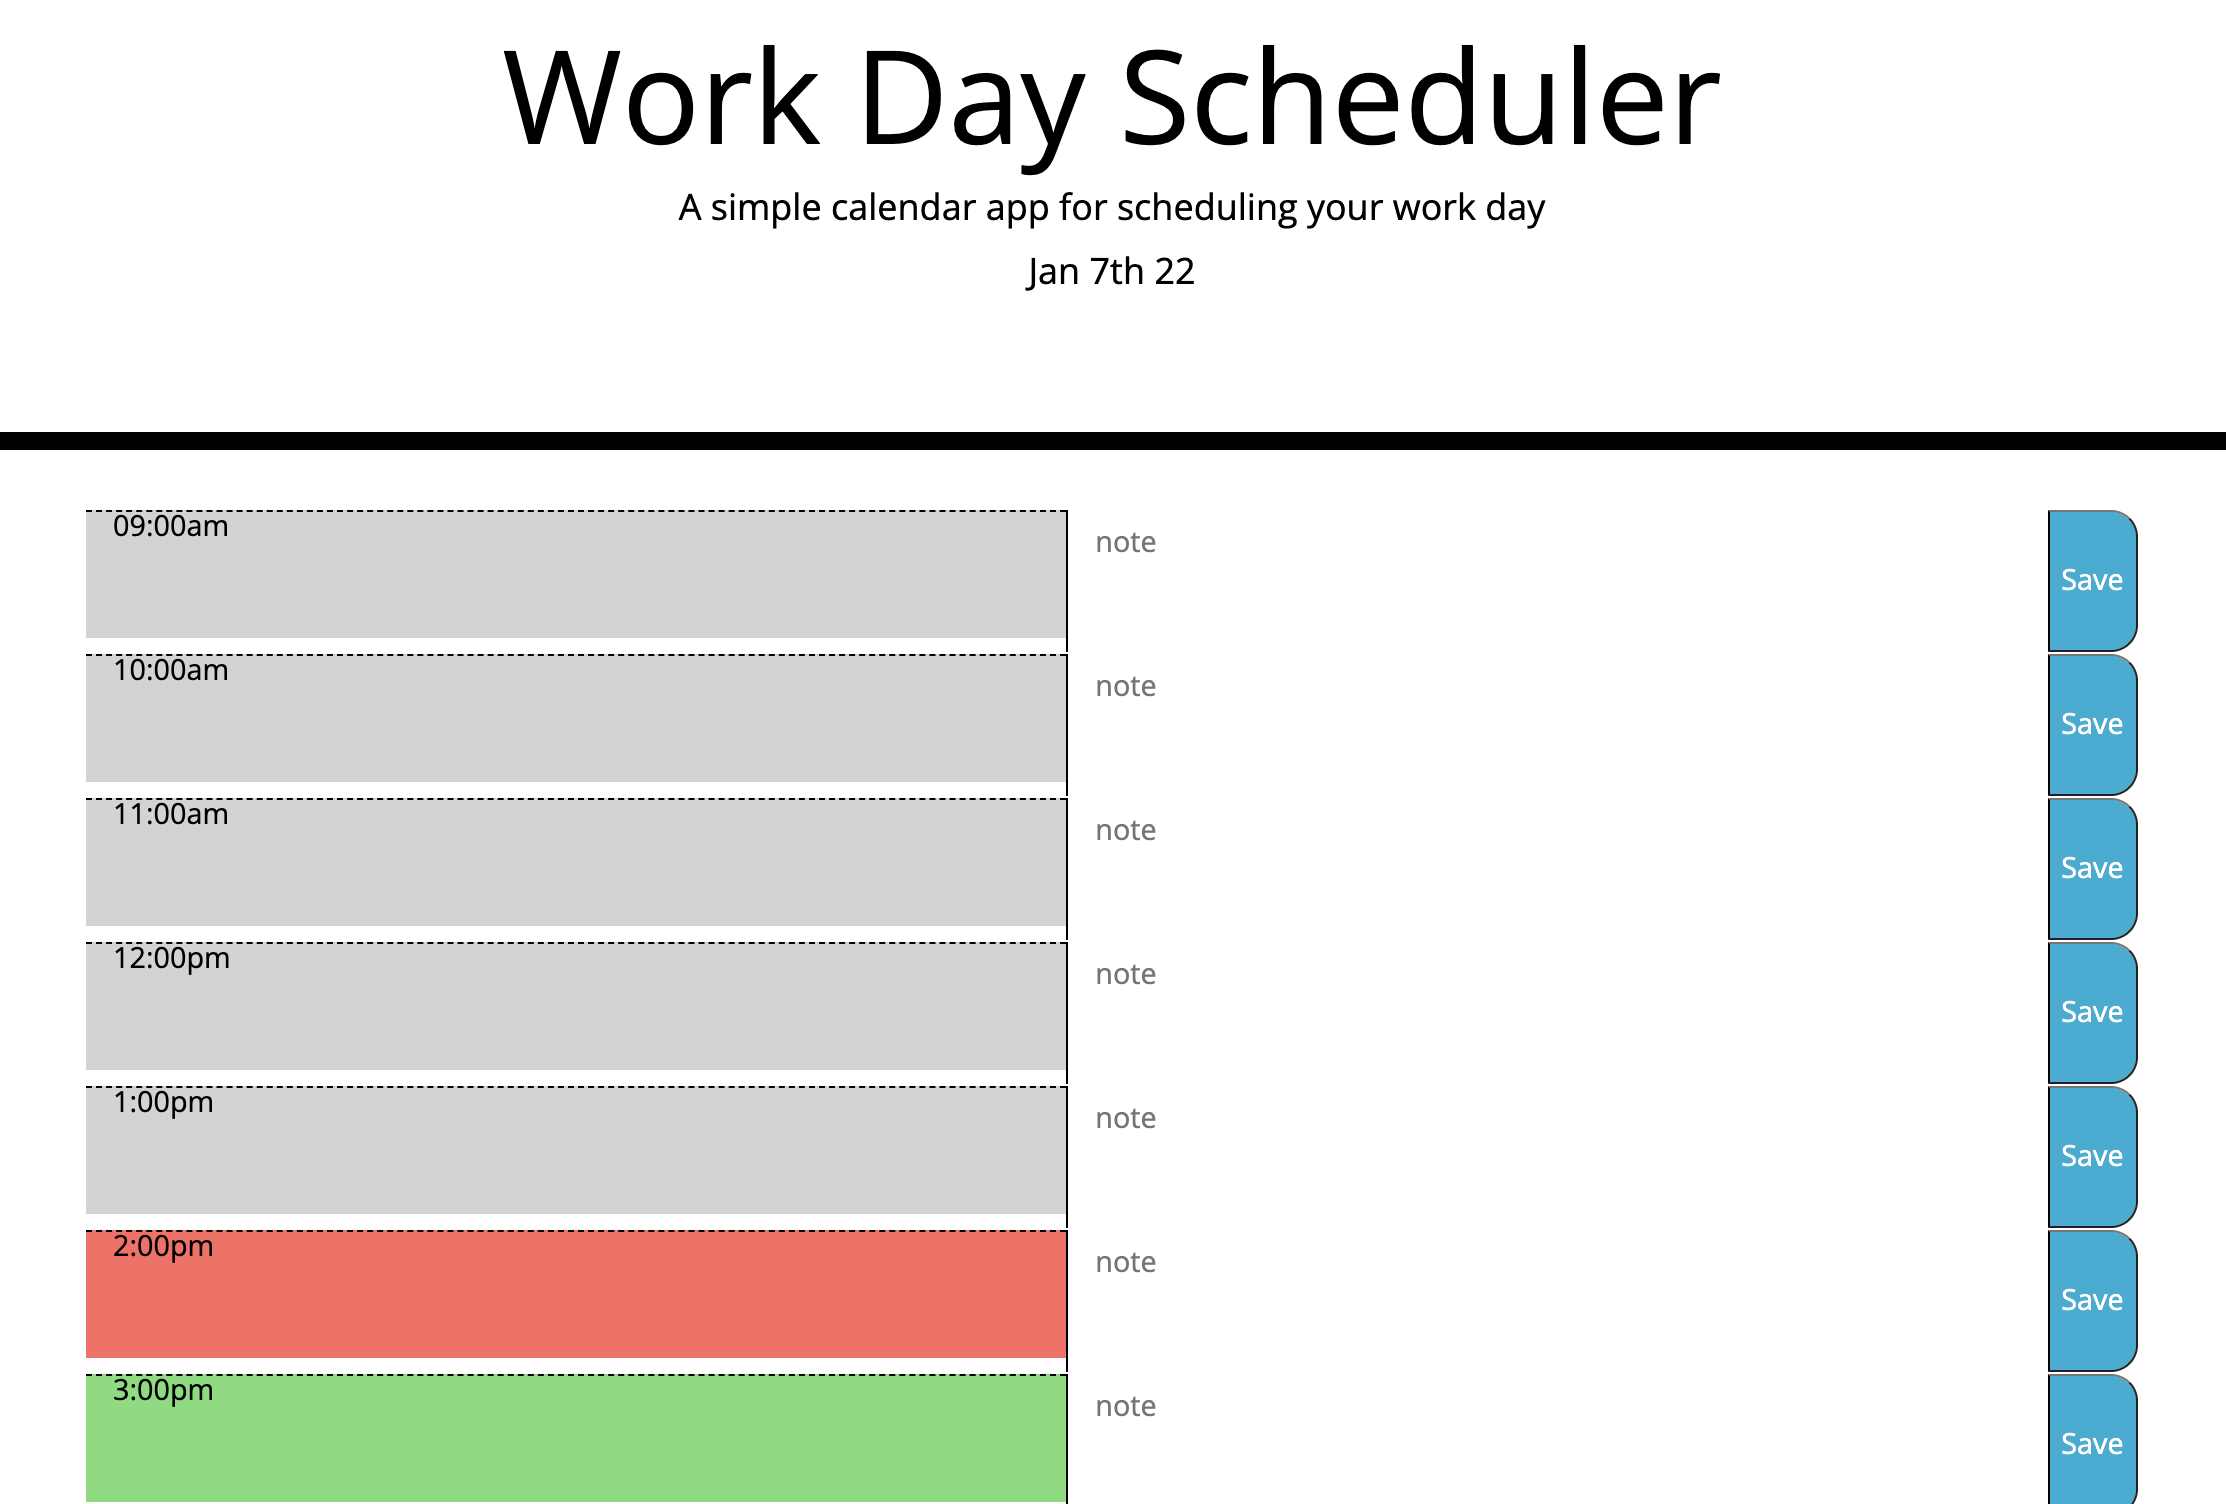 Work Day Scheduler
A simple calendar app for scheduling your work day
Jan 7th 22
09:00am
note
Save
10:00am
note
Save
11:00am
note
Save
12:00pm
note
Save
1:00pm
note
Save
2:00pm
note
Save
3:00pm
note
Save